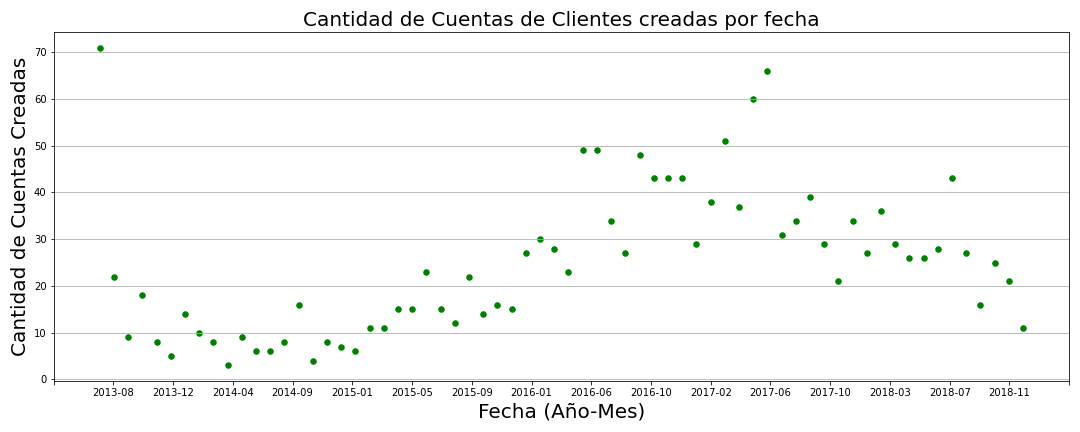 Cantidad de Cuentas de Clientes creadas por fecha
Cantidad de Cuentas Creadas
70
60
50
40
30
20
10
0
2013-08 2013-12 2014-04 2014-09 2015-01 2015-05 2015-09 2016-01 2016-06 2016-10 2017-02 2017-06 2017-10 2018-03 2018-07 2018-11
Fecha (Año-Mes)